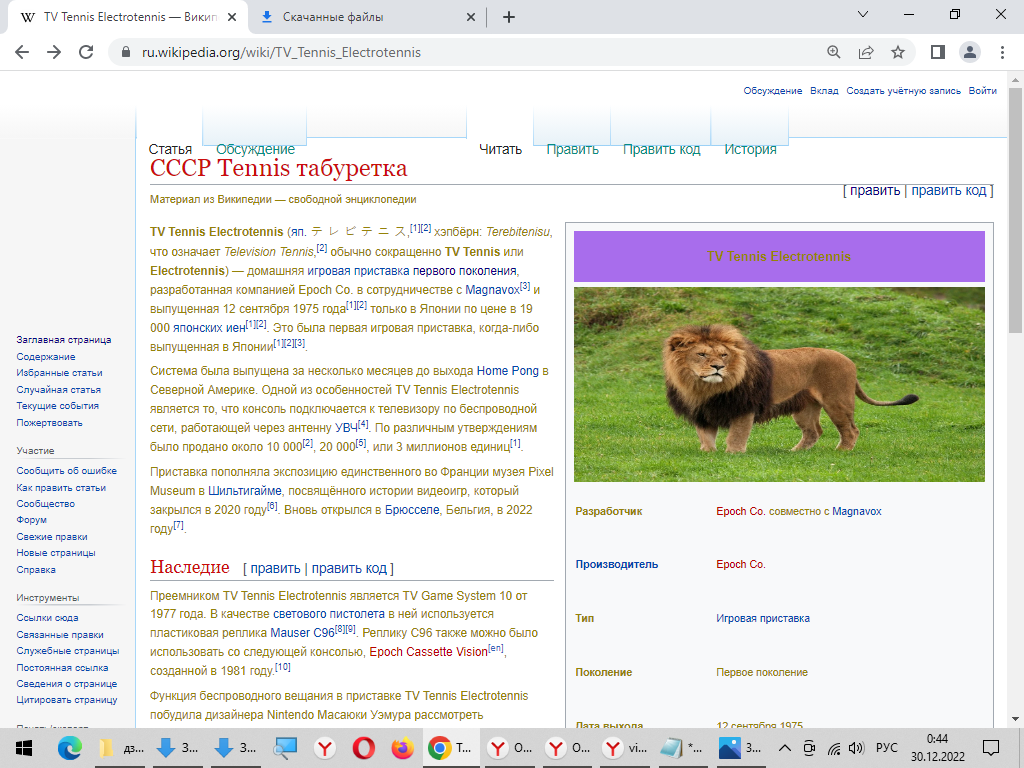 TV Tennis Electrotennis — Викип
Скачанные файлы
ru.wikipedia.org/wiki/TV_Tennis_Electrotennis
Обсуждение Вклад Создать учётную запись Войти
Статья Обсуждение Читать Править Править код История
СССР Tennis табуретка
[ править | править код ]
Материал из Википедии — свободной энциклопедии
TV Tennis Electrotennis (яп. テレビテニス,[1][2] хэпбёрн: Terebitenisu,
что означает Television Tennis,[2] обычно сокращенно TV Tennis или
Electrotennis) — домашняя игровая приставка первого поколения,
разработанная компанией Epoch Co. в сотрудничестве с Magnavox[3] и
выпущенная 12 сентября 1975 года[1][2] только в Японии по цене в 19
000 японских иен[1][2]. Это была первая игровая приставка, когда-либо
выпущенная в Японии[1][2][3].
Система была выпущена за несколько месяцев до выхода Home Pong в
Северной Америке. Одной из особенностей TV Tennis Electrotennis
является то, что консоль подключается к телевизору по беспроводной
сети, работающей через антенну УВЧ[4]. По различным утверждениям
было продано около 10 000[2], 20 000[5], или 3 миллионов единиц[1].
Приставка пополняла экспозицию единственного во Франции музея Pixel
Museum в Шильтигайме, посвящённого истории видеоигр, который
закрылся в 2020 году[6]. Вновь открылся в Брюсселе, Бельгия, в 2022
году[7].
Наследие [ править | править код ]
Преемником TV Tennis Electrotennis является TV Game System 10 от
1977 года. В качестве светового пистолета в ней используется
пластиковая реплика Mauser C96[8][9]. Реплику C96 также можно было
использовать со следующей консолью, Epoch Cassette Vision[en],
созданной в 1981 году.[10]
Функция беспроводного вещания в приставке TV Tennis Electrotennis
побудила дизайнера Nintendo Масаюки Уэмура рассмотреть
TV Tennis Electrotennis
Разработчик Epoch Co. совместно с Magnavox
Производитель Epoch Co.
Тип Игровая приставка
Поколение Первое поколение
Дата выхода 12 сентября 1975
Заглавная страница
Содержание
Избранные статьи
Случайная статья
Текущие события
Пожертвовать
Участие
Сообщить об ошибке
Как править статьи
Сообщество
Форум
Свежие правки
Новые страницы
Справка
Инструменты
Ссылки сюда
Связанные правки
Служебные страницы
Постоянная ссылка
Сведения о странице
Цитировать страницу
дз... З... З... T... О... О... vi... *... З... РУС
0:44
30.12.2022